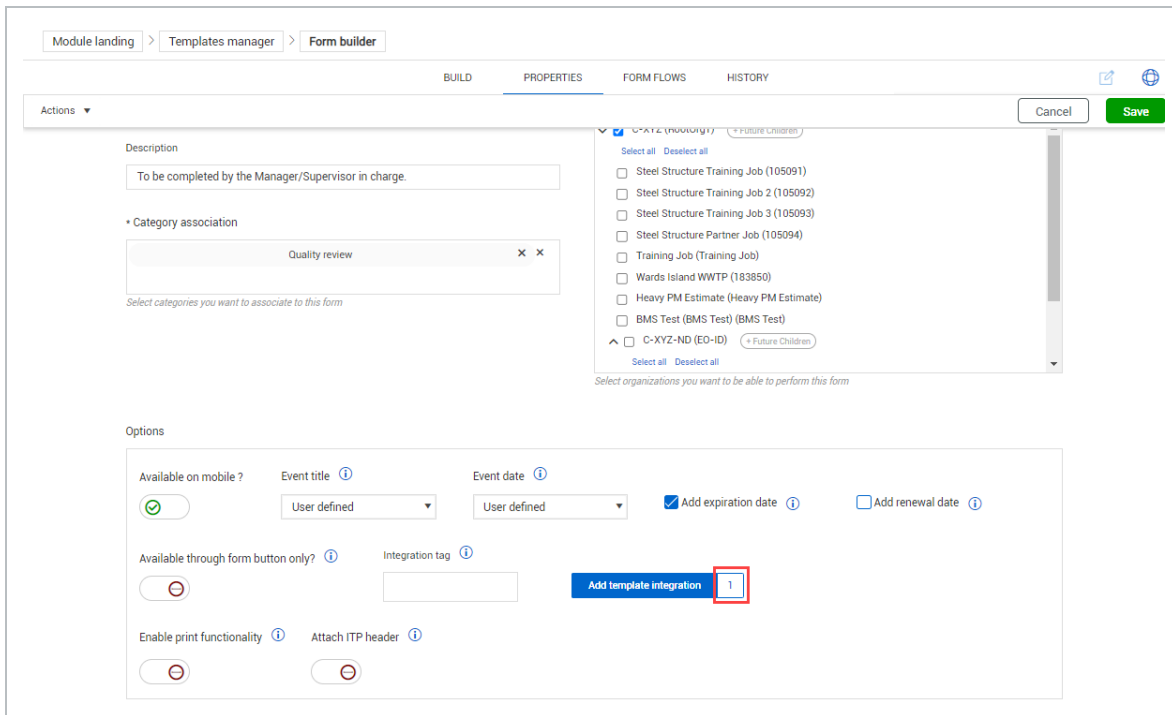 Module landing > Templates manager > Form builder
BUILD PROPERTIES FORM FLOWS HISTORY
Actions Cancel Save
C-XYZ (RootOrg1) + Future Children
Select all Deselect all
Description
To be completed by the Manager/Supervisor in charge.
Steel Structure Training Job (105091)
Steel Structure Training Job 2 (105092)
Steel Structure Training Job 3 (105093)
Steel Structure Partner Job (105094)
Training Job (Training Job)
Wards Island WWTP (183850)
Heavy PM Estimate (Heavy PM Estimate)
BMS Test (BMS Test) (BMS Test)
C-XYZ-ND (EO-ID) + Future Children
Select all Deselect all
Select organizations you want to be able to perform this form
* Category association
Quality review
Select categories you want to associate to this form
Options
Available on mobile ? Event title Event date
User defined User defined Add expiration date Add renewal date
Available through form button only? Integration tag
Add template integration 1
Enable print functionality Attach ITP header